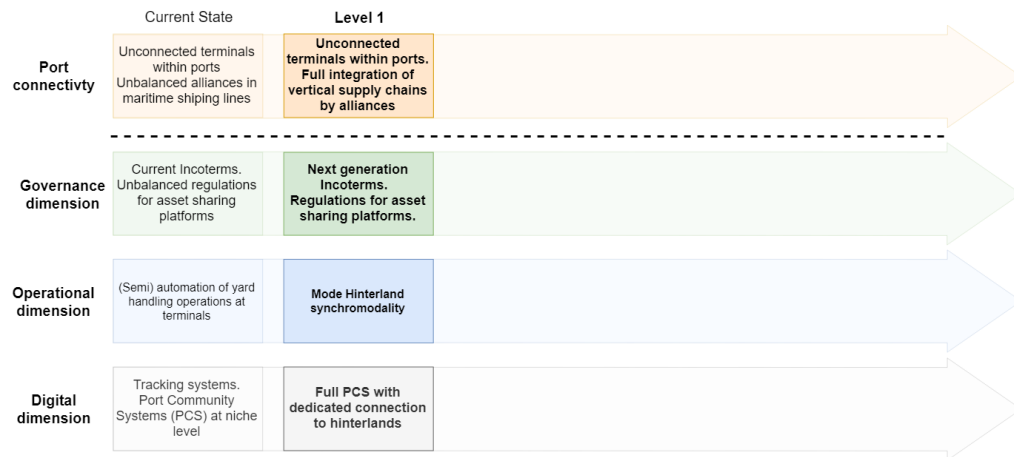 Current State
Level 1
Port
connectivty
Unconnected terminals
within ports
Unbalanced alliances in
maritime shiping lines
Unconnected
terminals within ports.
Full integration of
vertical supply chains
by alliances
Governance
dimension
Current Incoterms.
Unbalanced regulations
for asset sharing
platforms
Next generation
Incoterms.
Regulations for asset
sharing platforms.
Operational
dimension
(Semi) automation of yard
handling operations at
terminals
Mode Hinterland
synchromodality
Digital
dimension
Tracking systems.
Port Community
Systems (PCS) at niche
level
Full PCS with
dedicated connection
to hinterlands